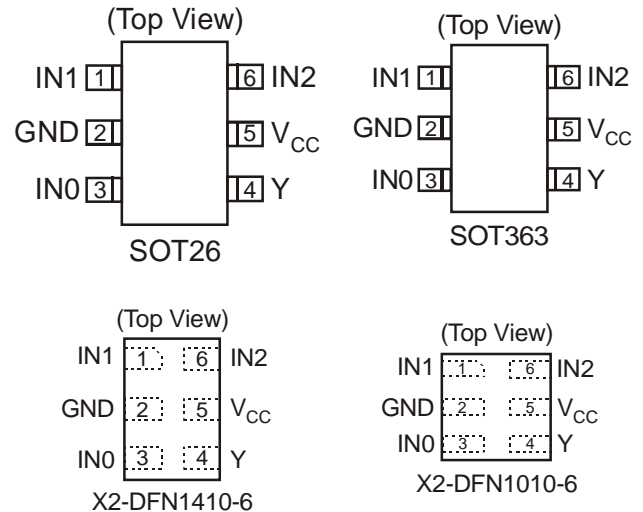 (Top View)
IN1 1 6 IN2
GND 2 5 VCC
IN0 3 4 Y
SOT26
(Top View)
IN1 1 6 IN2
GND 2 5 VCC
IN0 3 4 Y
SOT363
(Top View)
IN1 1 6 IN2
GND 2 5 VCC
IN0 3 4 Y
X2-DFN1410-6
(Top View)
IN1 1 6 IN2
GND 2 5 VCC
IN0 3 4 Y
X2-DFN1010-6